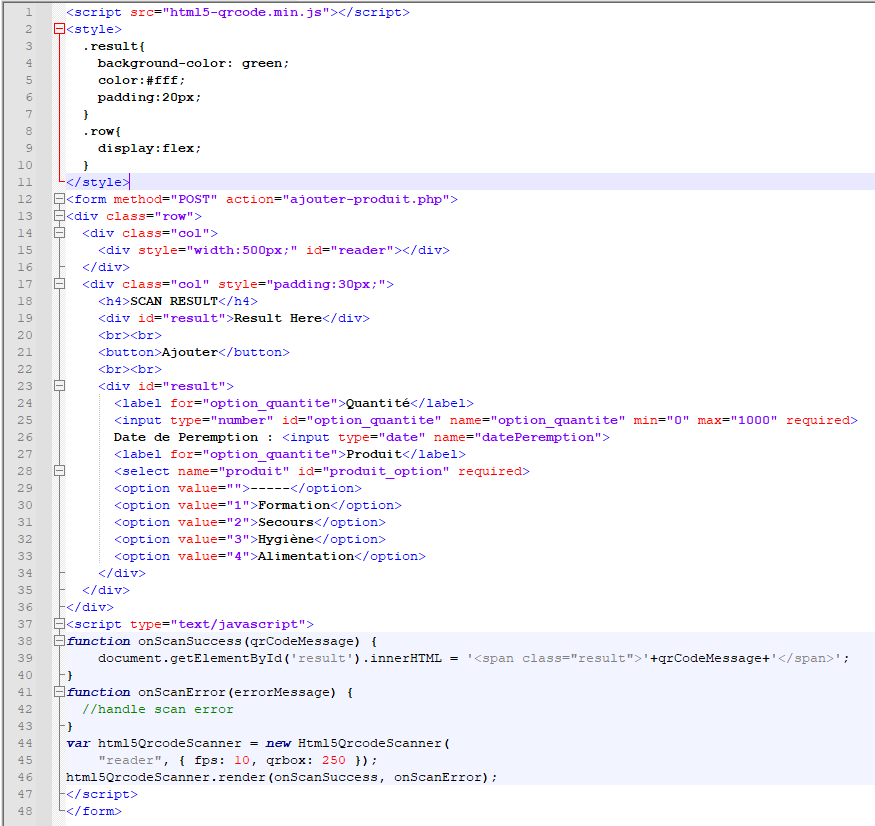 1 <script src="html5-qrcode.min.js"></script>
2 <style>
3 .result{
4 background-color: green;
5 color:#fff;
6 padding:20px;
7 }
8 .row{
9 display:flex;
10 }
11 </style>
12 <form method="POST" action="ajouter-produit.php">
13 <div class="row">
14 <div class="col">
15 <div style="width:500px;" id="reader"></div>
16 </div>
17 <div class="col" style="padding:30px;">
18 <h4>SCAN RESULT</h4>
19 <div id="result">Result Here</div>
20 <br><br>
21 <button>Ajouter</button>
22 <br><br>
23 <div id="result">
24 <label for="option_quantite">Quantité</label>
25 <input type="number" id="option_quantite" name="option_quantite" min="0" max="1000" required>
26 Date de Peremption : <input type="date" name="datePeremption">
27 <label for="option_quantite">Produit</label>
28 <select name="produit" id="produit_option" required>
29 <option value="">-----</option>
30 <option value="1">Formation</option>
31 <option value="2">Secours</option>
32 <option value="3">Hygiène</option>
33 <option value="4">Alimentation</option>
34 </div>
35 </div>
36 </div>
37 <script type="text/javascript">
38 function onScanSuccess(qrCodeMessage) {
39 document.getElementById('result').innerHTML = '<span class="result">'+qrCodeMessage+'</span>';
40 }
41 function onScanError(errorMessage) {
42 //handle scan error
43 }
44 var html5QrcodeScanner = new Html5QrcodeScanner(
45 "reader", { fps: 10, qrbox: 250 });
46 html5QrcodeScanner.render(onScanSuccess, onScanError);
47 </script>
48 </form>